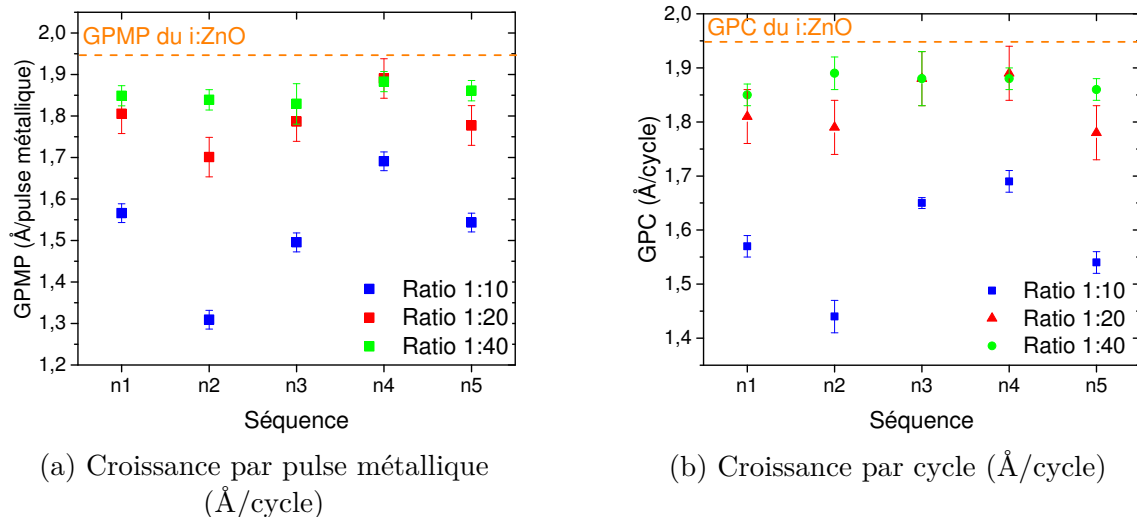 GPMP du i:ZnO
2,0
1,9
1,8
1,7
1,6
1,5
1,4
1,3
1,2
GPMP (Å/pulse métallique)
Ratio 1:10
Ratio 1:20
Ratio 1:40
n1 n2 n3 n4 n5
Séquence
(a) Croissance par pulse métallique
(Å/cycle)
GPC du i:ZnO
2,0
1,9
1,8
1,7
1,6
1,5
1,4
GPC (Å/cycle)
Ratio 1:10
Ratio 1:20
Ratio 1:40
n1 n2 n3 n4 n5
Séquence
(b) Croissance par cycle (Å/cycle)